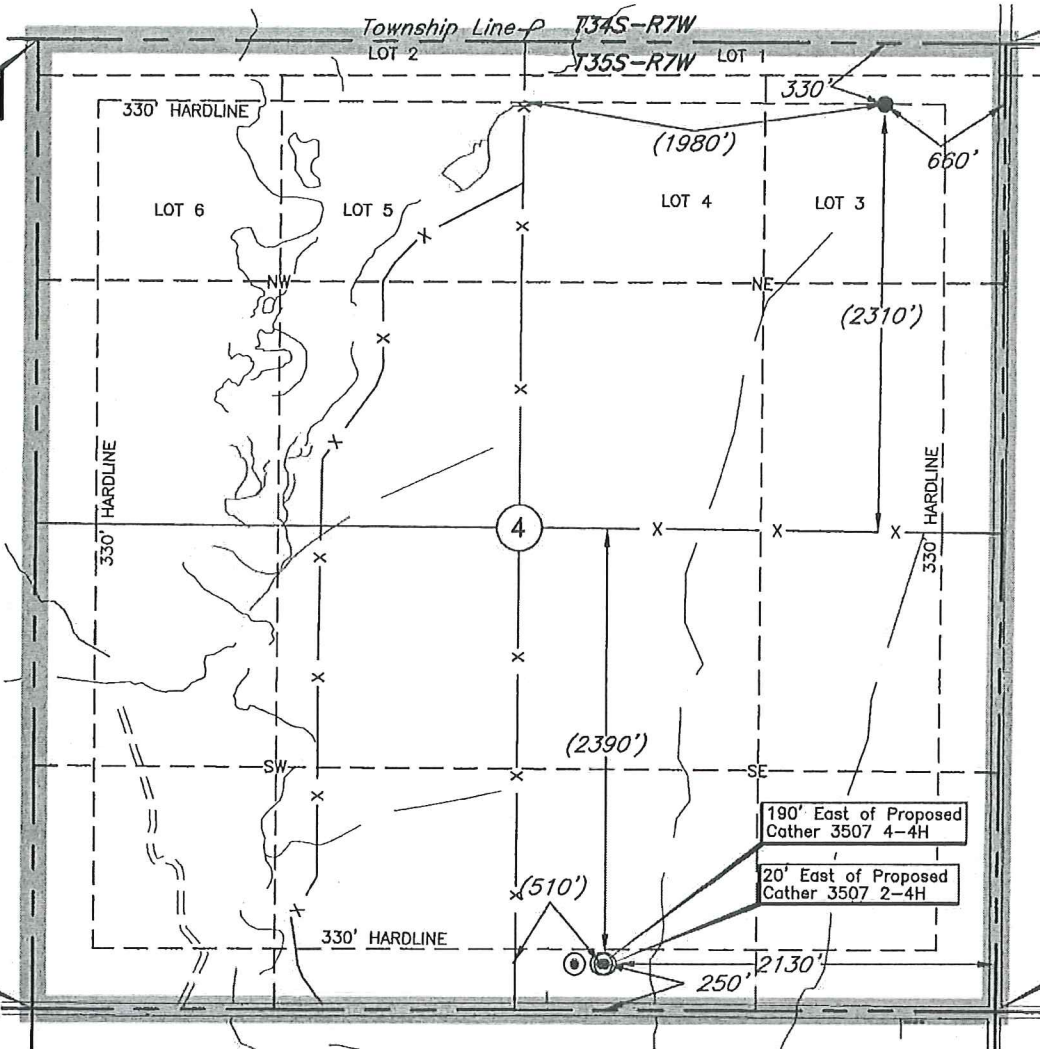 Township Line
T34S-R7W
LOT 2
T35S-R7W
LOT 1
330'
330' HARDLINE
(1980')
660'
LOT 6
LOT 5
LOT 4
LOT 3
NW
NE
(2310')
330' HARDLINE
330' HARDLINE
4
(2390')
SW
SE
190' East of Proposed
Cather 3507 4-4H
20' East of Proposed
Cather 3507 2-4H
(510')
330' HARDLINE
2130'
250'